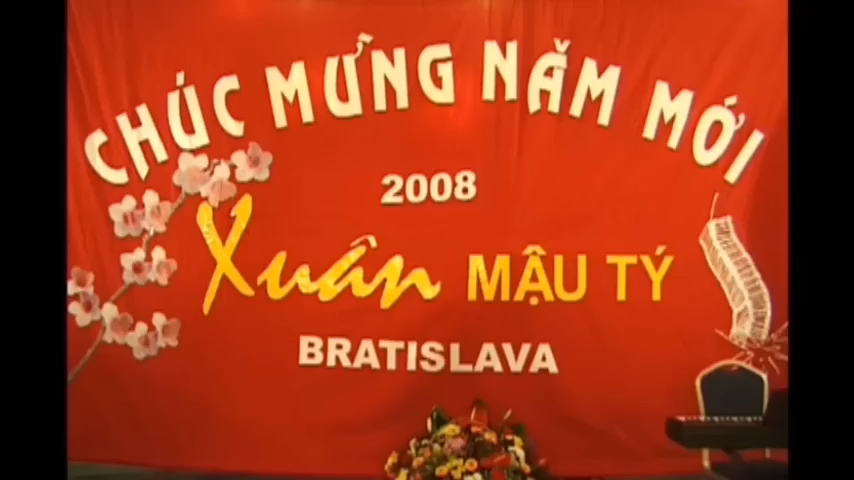 CHÚC MỪNG NĂM MỚI
2008
Xuân MẬU TÝ
BRATISLAVA